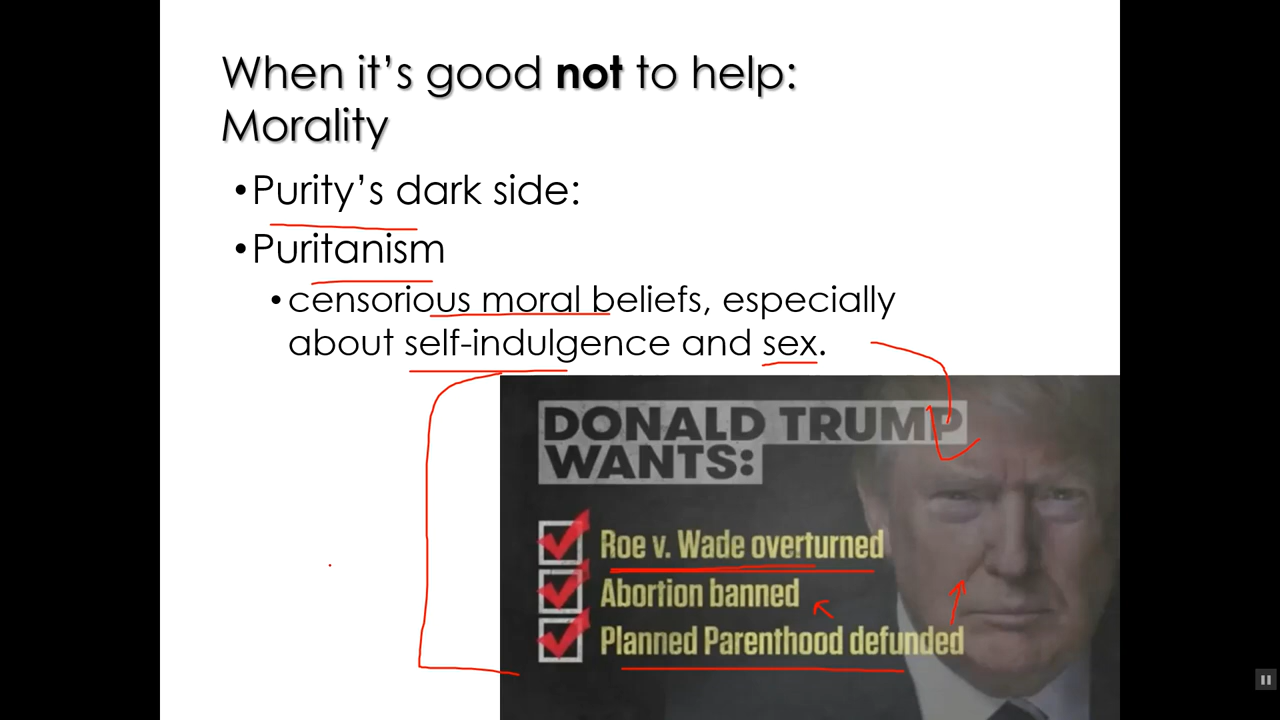 When it's good not to help:
Morality
•Purity's dark side:
•Puritanism
•censorious moral beliefs, especially
about self-indulgence and sex.
DONALD TRUMP
WANTS:
Roe v. Wade overturned
Abortion banned
Planned Parenthood defunded